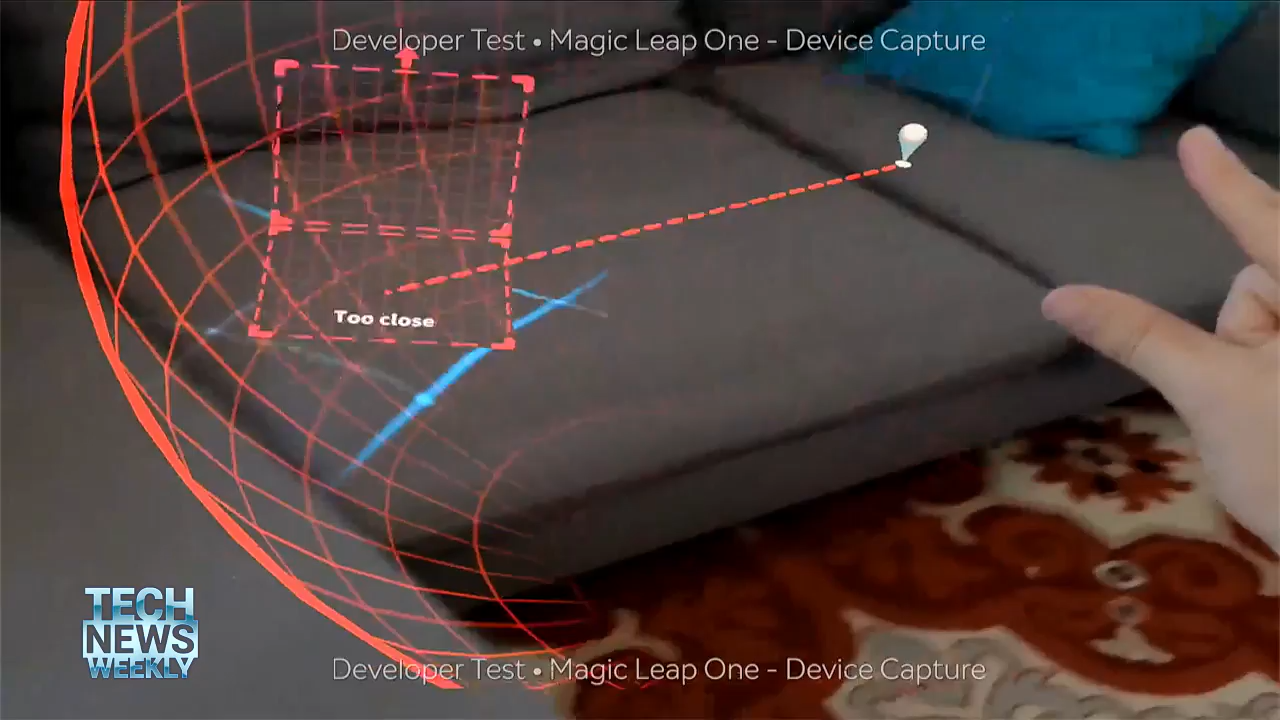 Developer Test • Magic Leap One - Device Capture
Too close
TECH
NEWS
WEEKLY
Developer Test • Magic Leap One - Device Capture